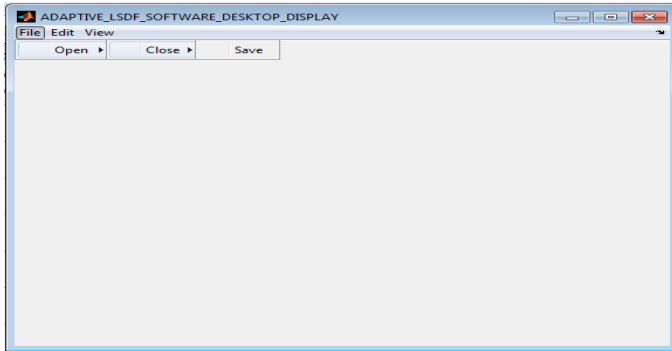 ADAPTIVE_LSDF_SOFTWARE_DESKTOP_DISPLAY
File Edit View
Open Close Save